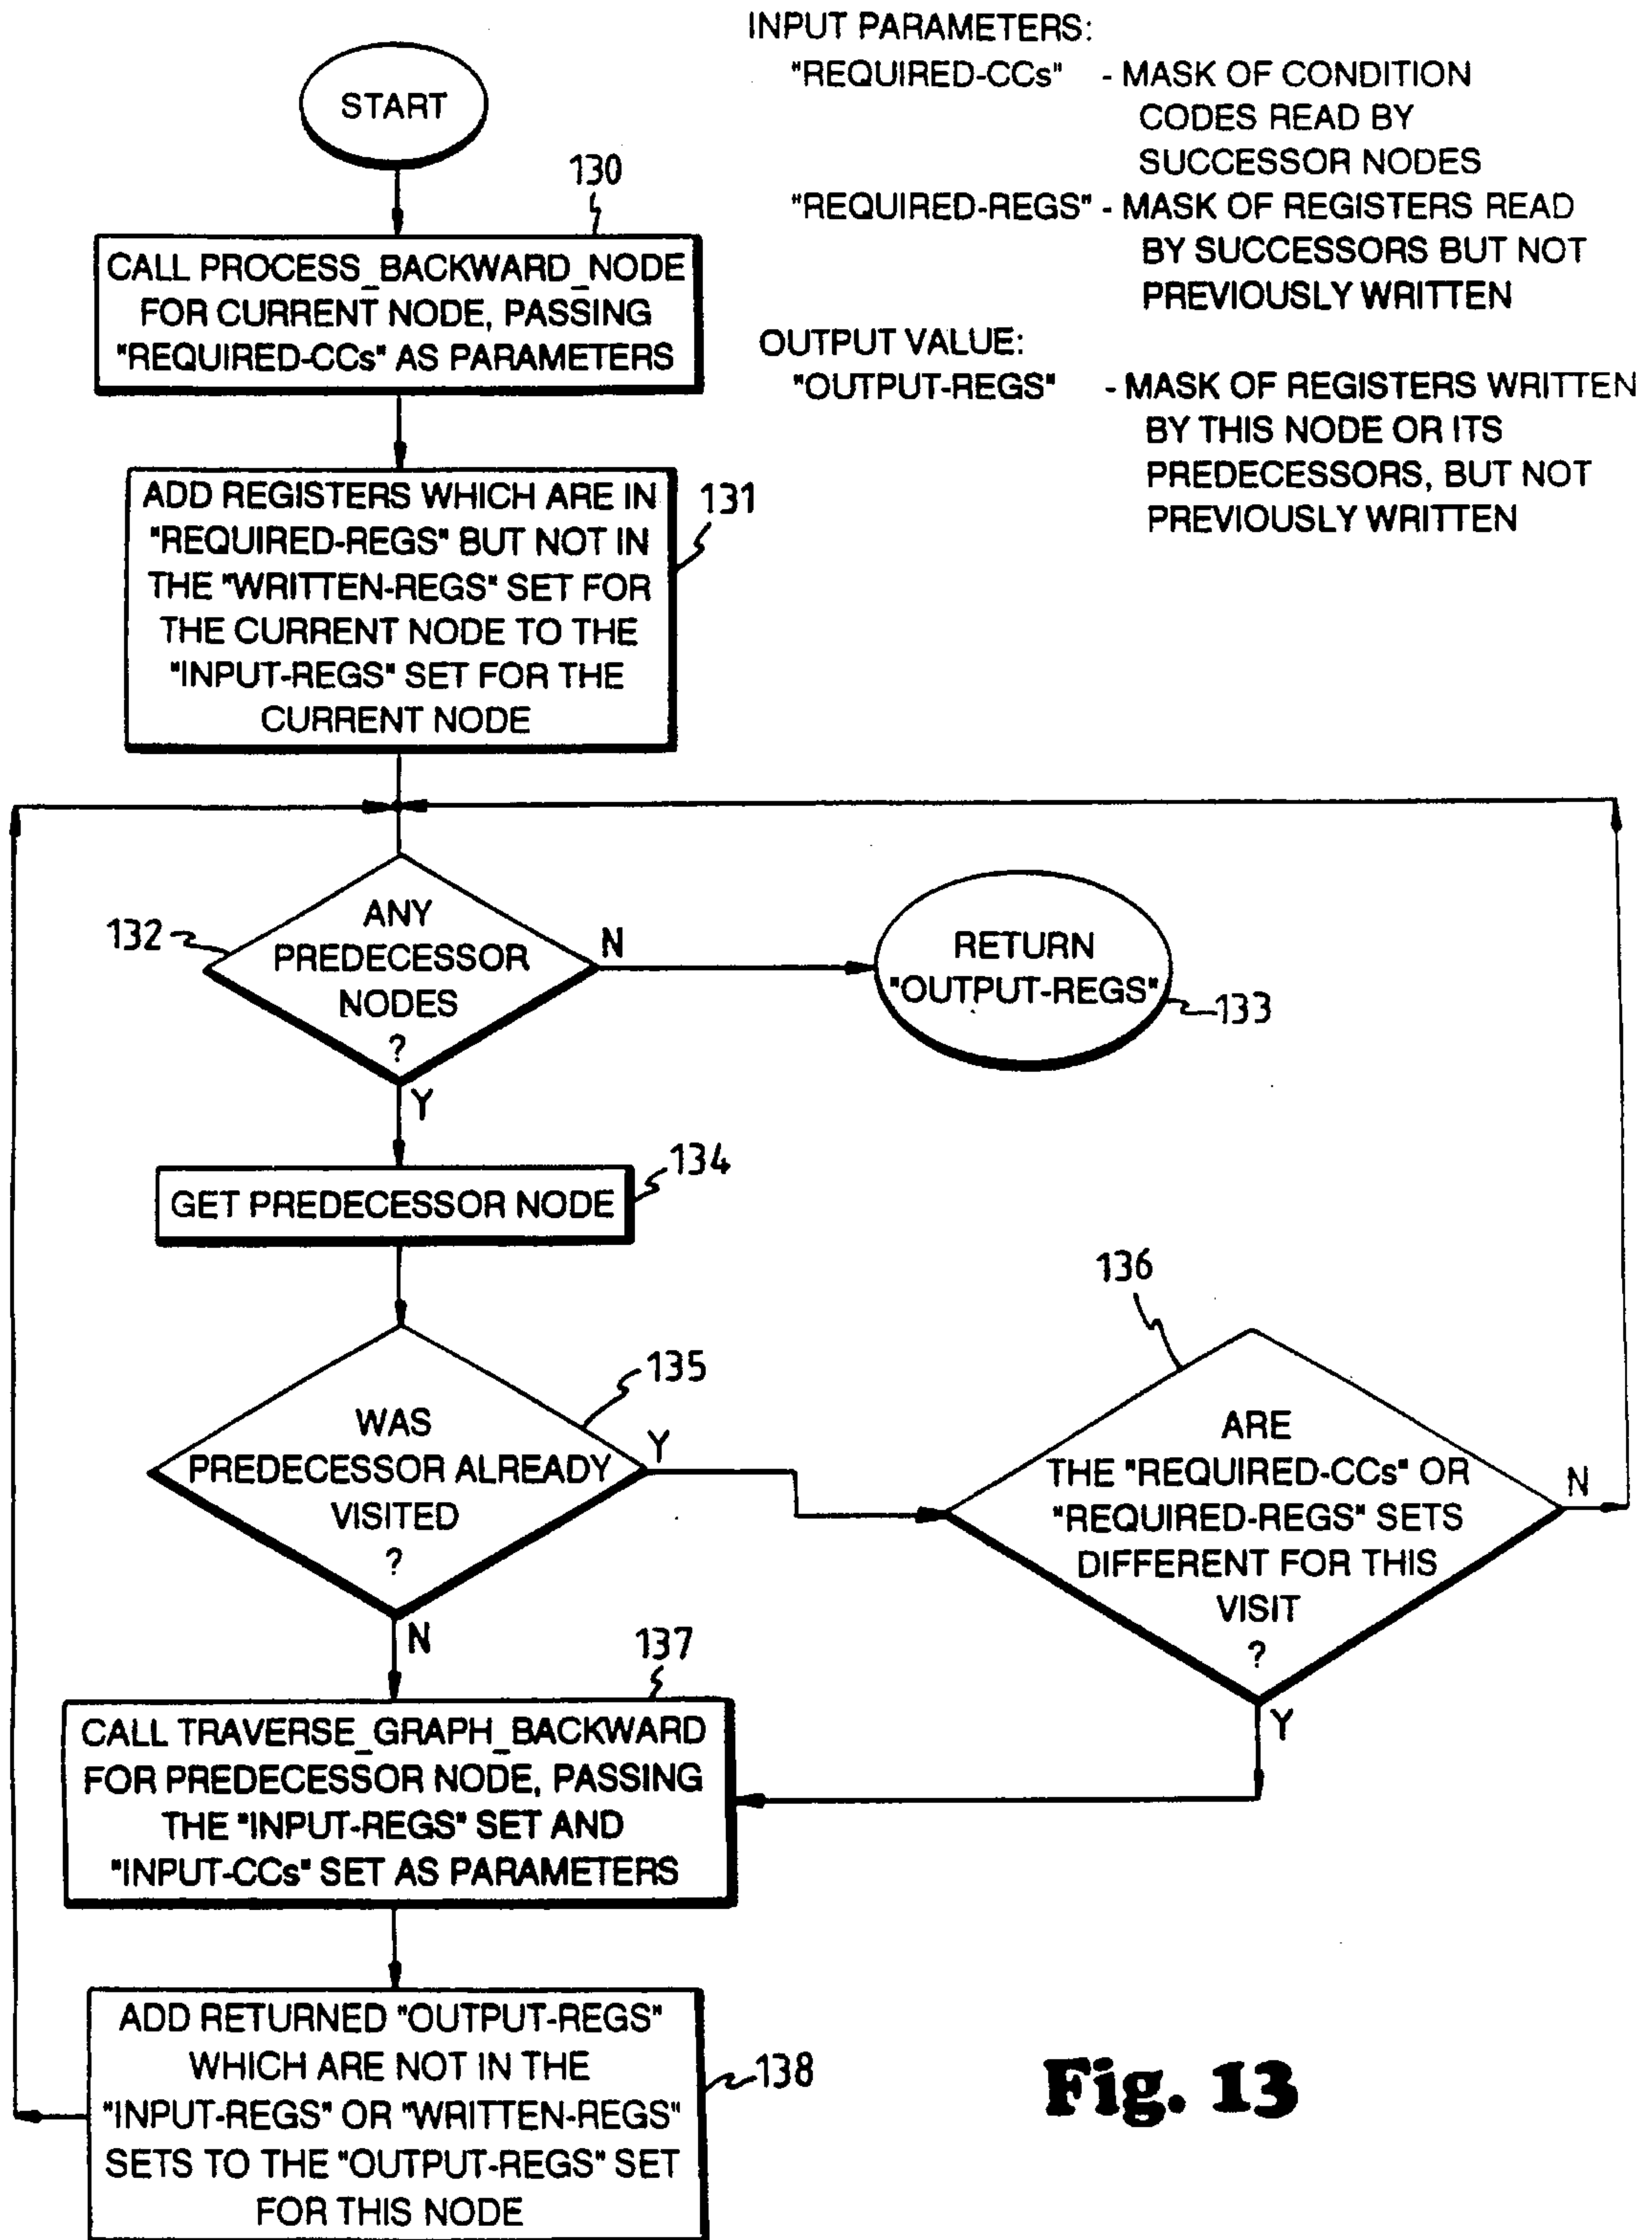 INPUT PARAMETERS:
"REQUIRED-CCs" - MASK OF CONDITION
CODES READ BY
SUCCESSOR NODES
"REQUIRED-REGS" - MASK OF REGISTERS READ
BY SUCCESSORS BUT NOT
PREVIOUSLY WRITTEN
OUTPUT VALUE:
"OUTPUT-REGS" - MASK OF REGISTERS WRITTEN
BY THIS NODE OR ITS
PREDECESSORS, BUT NOT
PREVIOUSLY WRITTEN
START
130
CALL PROCESS_BACKWARD_NODE
FOR CURRENT NODE, PASSING
"REQUIRED-CCs" AS PARAMETERS
131
ADD REGISTERS WHICH ARE IN
"REQUIRED-REGS" BUT NOT IN
THE "WRITTEN-REGS" SET FOR
THE CURRENT NODE TO THE
"INPUT-REGS" SET FOR THE
CURRENT NODE
132
ANY
PREDECESSOR
NODES
?
N
Y
RETURN
"OUTPUT-REGS"
133
134
GET PREDECESSOR NODE
135
WAS
PREDECESSOR ALREADY
VISITED
?
Y
N
136
ARE
THE "REQUIRED-CCs" OR
"REQUIRED-REGS" SETS
DIFFERENT FOR THIS
VISIT
?
N
Y
137
CALL TRAVERSE_GRAPH_BACKWARD
FOR PREDECESSOR NODE, PASSING
THE "INPUT-REGS" SET AND
"INPUT-CCs" SET AS PARAMETERS
138
ADD RETURNED "OUTPUT-REGS"
WHICH ARE NOT IN THE
"INPUT-REGS" OR "WRITTEN-REGS"
SETS TO THE "OUTPUT-REGS" SET
FOR THIS NODE
Fig. 13